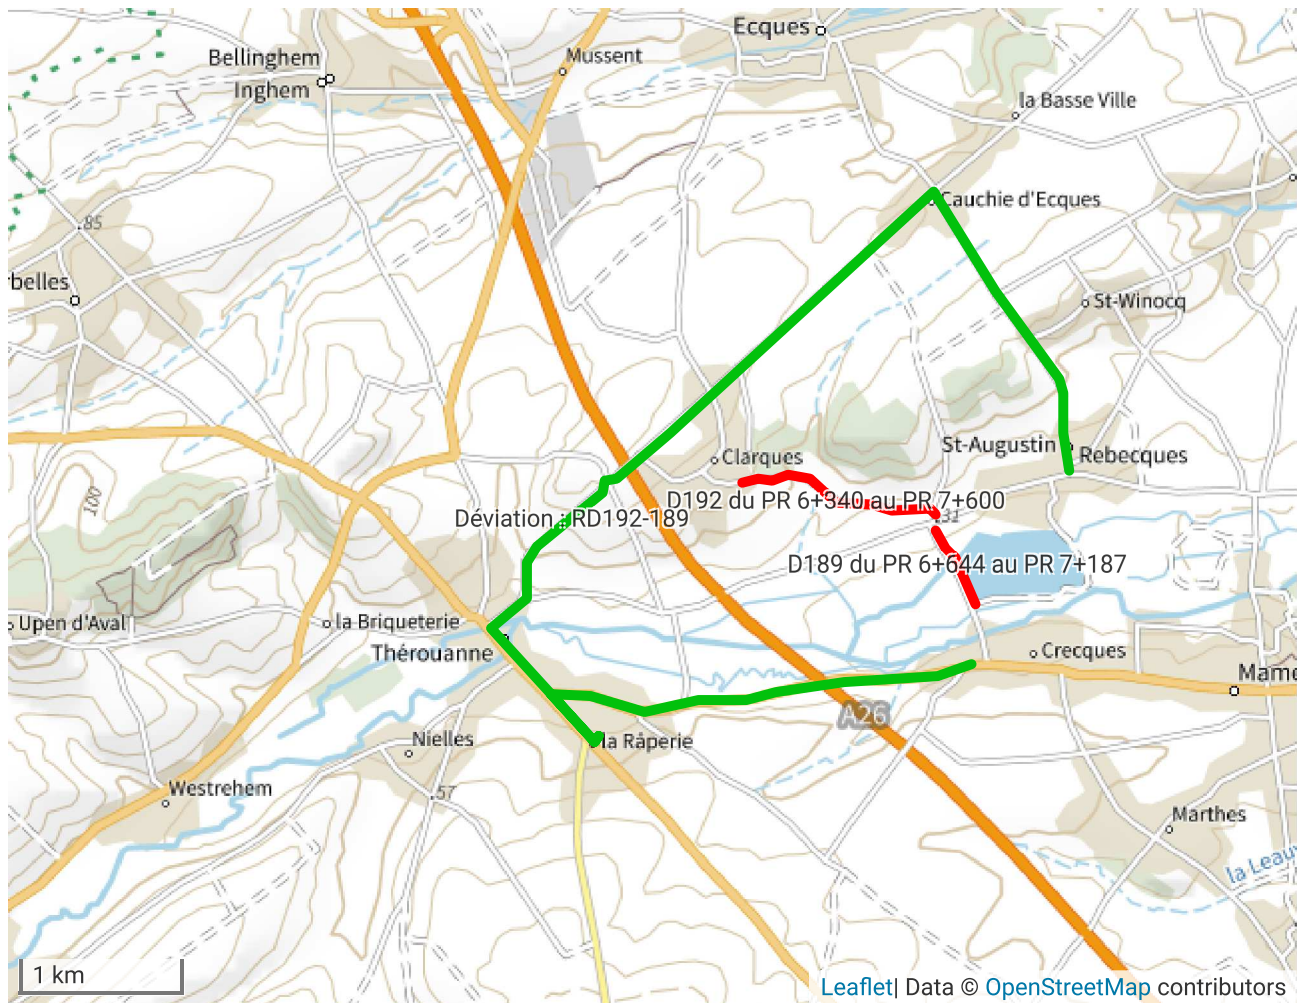 Ecques
Mussent
Bellinghem
Inghem
la Basse Ville
Cauchie d'Ecques
85
rbelles
St-Winocq
St-Augustin
Rebecques
Clarques
100
D192 du PR 6+340 au PR 7+600
31
Déviation : RD192-189
D189 du PR 6+644 au PR 7+187
Upen d'Aval
la Briqueterie
Thérouanne
Crecques
Mame
A26
Nielles
la Râperie
57
Westrehem
Marthes
la Leauw
1 km
Leaflet| Data © OpenStreetMap contributors